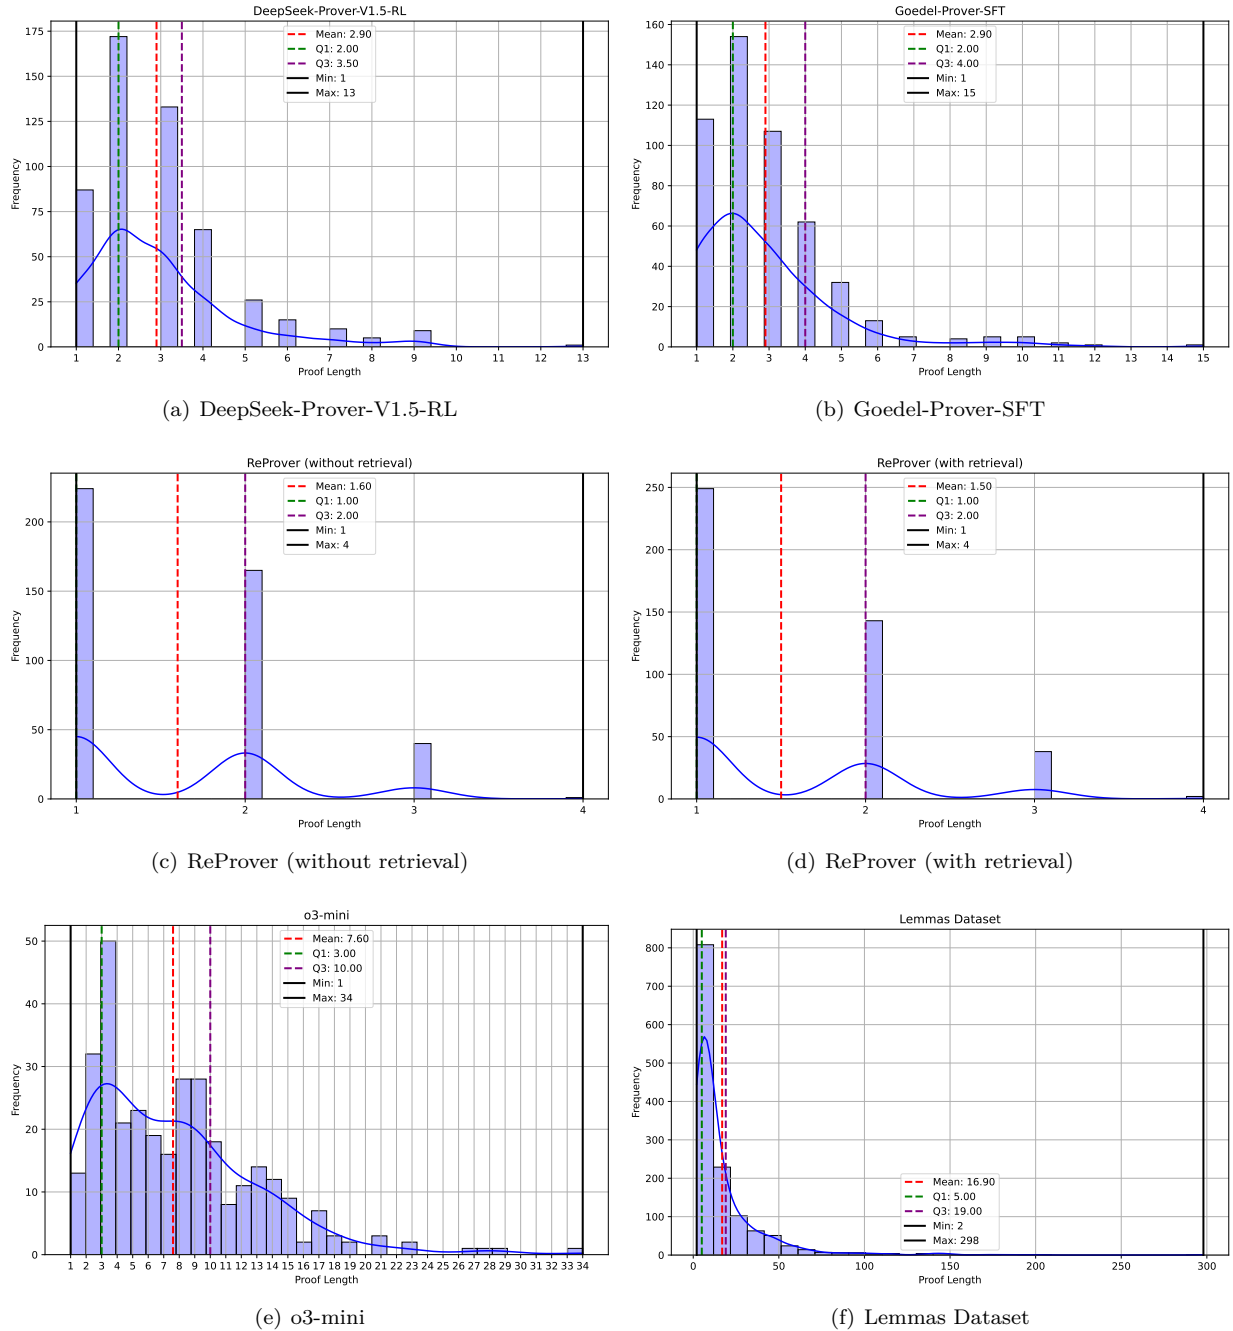 DeepSeek-Prover-V1.5-RL
Mean: 2.90
Q1: 2.00
Q3: 3.50
Min: 1
Max: 13
175
150
125
100
75
50
25
0
Frequency
1 2 3 4 5 6 7 8 9 10 11 12 13
Proof Length
(a) DeepSeek-Prover-V1.5-RL
Goedel-Prover-SFT
Mean: 2.90
Q1: 2.00
Q3: 4.00
Min: 1
Max: 15
160
140
120
100
80
60
40
20
0
Frequency
1 2 3 4 5 6 7 8 9 10 11 12 13 14 15
Proof Length
(b) Goedel-Prover-SFT
ReProver (without retrieval)
Mean: 1.60
Q1: 1.00
Q3: 2.00
Min: 1
Max: 4
200
150
100
50
0
Frequency
1 2 3 4
Proof Length
(c) ReProver (without retrieval)
ReProver (with retrieval)
Mean: 1.50
Q1: 1.00
Q3: 2.00
Min: 1
Max: 4
250
200
150
100
50
0
Frequency
1 2 3 4
Proof Length
(d) ReProver (with retrieval)
o3-mini
Mean: 7.60
Q1: 3.00
Q3: 10.00
Min: 1
Max: 34
50
40
30
20
10
0
Frequency
1 2 3 4 5 6 7 8 9 10 11 12 13 14 15 16 17 18 19 20 21 22 23 24 25 26 27 28 29 30 31 32 33 34
Proof Length
(e) o3-mini
Lemmas Dataset
800
700
600
500
400
300
200
100
0
Frequency
Mean: 16.90
Q1: 5.00
Q3: 19.00
Min: 2
Max: 298
0 50 100 150 200 250 300
Proof Length
(f) Lemmas Dataset